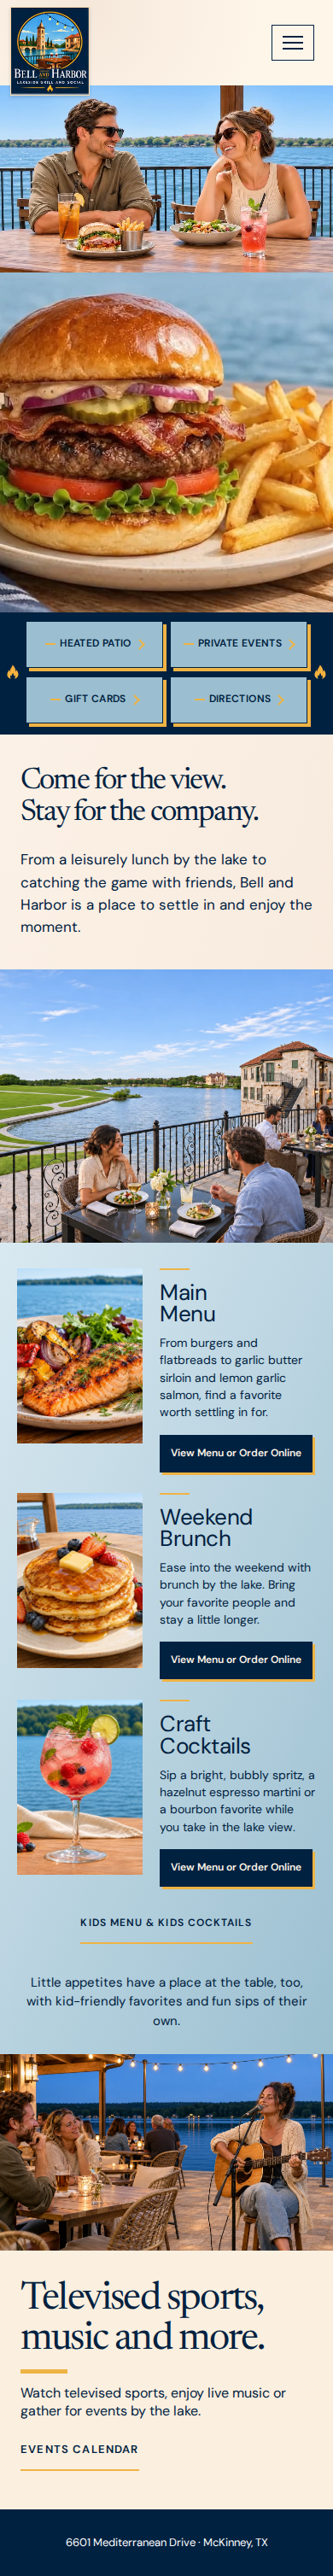 BELL AND HARBOR
LAKESIDE GRILL AND SOCIAL
HEATED PATIO
PRIVATE EVENTS
GIFT CARDS
DIRECTIONS
Come for the view.
Stay for the company.
From a leisurely lunch by the lake to
catching the game with friends, Bell and
Harbor is a place to settle in and enjoy the
moment.
Main
Menu
From burgers and
flatbreads to garlic butter
sirloin and lemon garlic
salmon, find a favorite
worth settling in for.
View Menu or Order Online
Weekend
Brunch
Ease into the weekend with
brunch by the lake. Bring
your favorite people and
stay a little longer.
View Menu or Order Online
Craft
Cocktails
Sip a bright, bubbly spritz, a
hazelnut espresso martini or
a bourbon favorite while
you take in the lake view.
View Menu or Order Online
KIDS MENU & KIDS COCKTAILS
Little appetites have a place at the table, too,
with kid-friendly favorites and fun sips of their
own.
Televised sports,
music and more.
Watch televised sports, enjoy live music or
gather for events by the lake.
EVENTS CALENDAR
6601 Mediterranean Drive · McKinney, TX